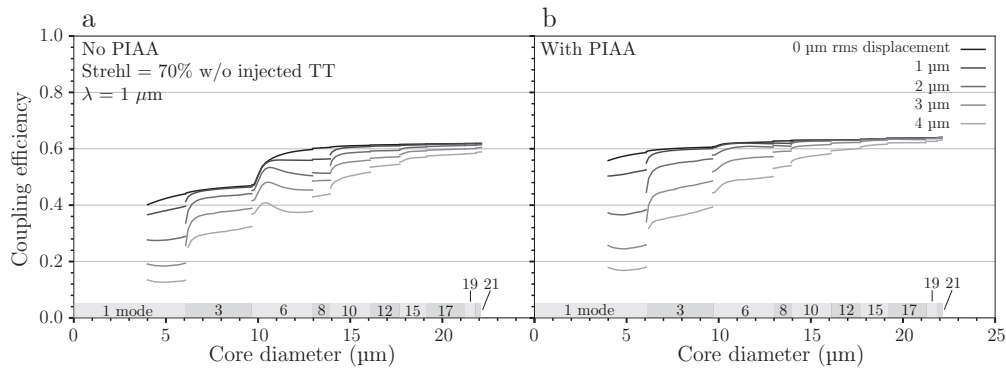 a
b
1.0
0.8
0.6
0.4
0.2
0.0
Coupling efficiency
No PIAA
Strehl = 70% w/o injected TT
λ = 1 μm
With PIAA
0 µm rms displacement
1 µm
2 µm
3 µm
4 µm
19 21
1 mode 3 6 8 10 12 15 17
19 21
1 mode 3 6 8 10 12 15 17
0 5 10 15 20
0 5 10 15 20 25
Core diameter (µm)
Core diameter (µm)